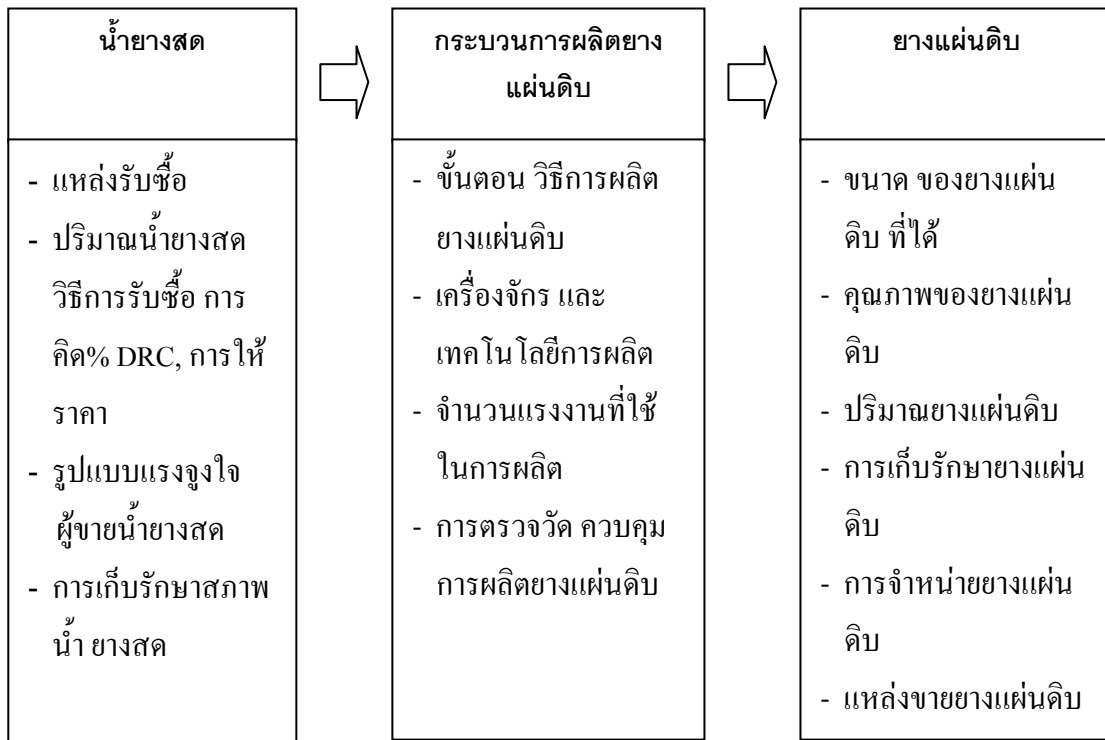 น้ำยางสด
- แหล่งรับซื้อ
- ปริมาณน้ำยางสด
วิธีการรับซื้อ การ
คิด% DRC, การให้
ราคา
- รูปแบบแรงจูงใจ
ผู้ขายน้ำยางสด
- การเก็บรักษาสภาพ
น้ำ ยางสด
กระบวนการผลิตยาง
แผ่นดิบ
- ขั้นตอน วิธีการผลิต
ยางแผ่นดิบ
- เครื่องจักร และ
เทคโนโลยีการผลิต
- จำนวนแรงงานที่ใช้
ในการผลิต
- การตรวจวัด ควบคุม
การผลิตยางแผ่นดิบ
ยางแผ่นดิบ
- ขนาด ของยางแผ่น
ดิบ ที่ได้
- คุณภาพของยางแผ่น
ดิบ
- ปริมาณยางแผ่นดิบ
- การเก็บรักษายางแผ่น
ดิบ
- การจำหน่ายยางแผ่น
ดิบ
- แหล่งขายยางแผ่นดิบ